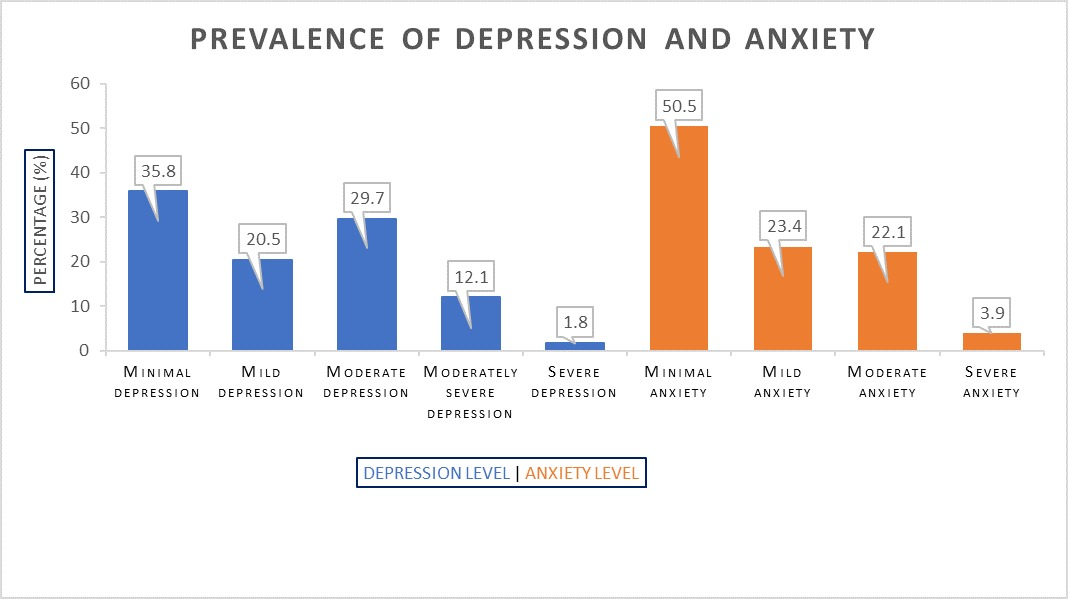 PREVALENCE OF DEPRESSION AND ANXIETY
PERCENTAGE (%)
60
50
40
30
20
10
0
35.8
20.5
29.7
12.1
1.8
50.5
23.4
22.1
3.9
MINIMAL
DEPRESSION
MILD
DEPRESSION
MODERATE
DEPRESSION
MODERATELY
SEVERE
DEPRESSION
SEVERE
DEPRESSION
MINIMAL
ANXIETY
MILD
ANXIETY
MODERATE
ANXIETY
SEVERE
ANXIETY
DEPRESSION LEVEL | ANXIETY LEVEL